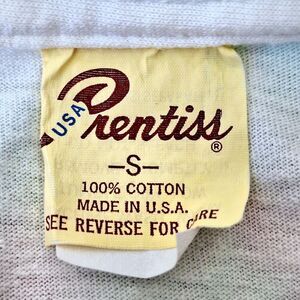 USA
Prentiss®
—S—
100% COTTON
MADE IN U.S.A.
SEE REVERSE FOR CARE